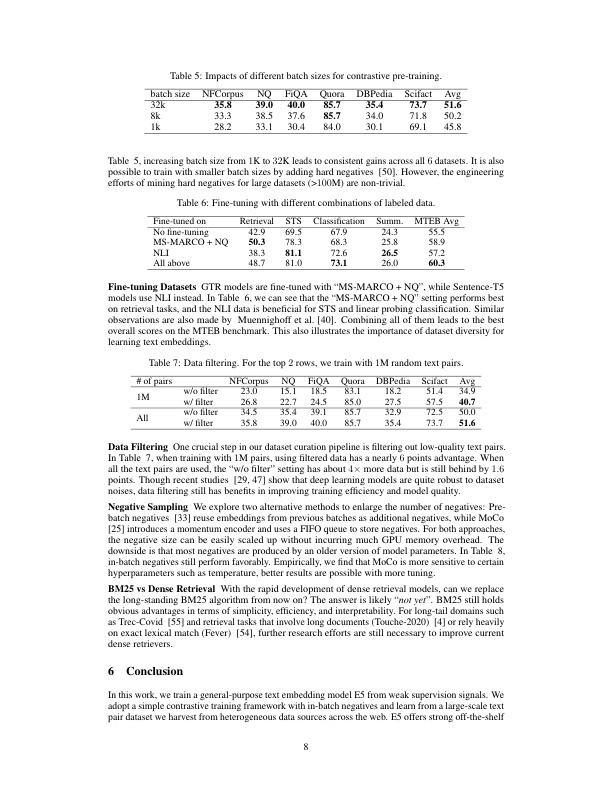 Table 5: Impacts of different batch sizes for contrastive pre-training.
batch size NFCorpus NQ FiQA Quora DBPedia Scifact Avg
32k 35.8 39.0 40.0 85.7 35.4 73.7 51.6
8k 33.3 38.5 37.6 85.7 34.0 71.8 50.2
1k 28.2 33.1 30.4 84.0 30.1 69.1 45.8
Table 5, increasing batch size from 1K to 32K leads to consistent gains across all 6 datasets. It is also
possible to train with smaller batch sizes by adding hard negatives [50]. However, the engineering
efforts of mining hard negatives for large datasets (>100M) are non-trivial.
Table 6: Fine-tuning with different combinations of labeled data.
Fine-tuned on Retrieval STS Classification Summ. MTEB Avg
No fine-tuning 42.9 69.5 67.9 24.3 55.5
MS-MARCO + NQ 50.3 78.3 68.3 25.8 58.9
NLI 38.3 81.1 72.6 26.5 57.2
All above 48.7 81.0 73.1 26.0 60.3
Fine-tuning Datasets GTR models are fine-tuned with “MS-MARCO + NQ”, while Sentence-T5
models use NLI instead. In Table 6, we can see that the “MS-MARCO + NQ” setting performs best
on retrieval tasks, and the NLI data is beneficial for STS and linear probing classification. Similar
observations are also made by Muennighoff et al. [40]. Combining all of them leads to the best
overall scores on the MTEB benchmark. This also illustrates the importance of dataset diversity for
learning text embeddings.
Table 7: Data filtering. For the top 2 rows, we train with 1M random text pairs.
# of pairs NFCorpus NQ FiQA Quora DBPedia Scifact Avg
1M w/o filter 23.0 15.1 18.5 83.1 18.2 51.4 34.9
w/ filter 26.8 22.7 24.5 85.0 27.5 57.5 40.7
All w/o filter 34.5 35.4 39.1 85.7 32.9 72.5 50.0
w/ filter 35.8 39.0 40.0 85.7 35.4 73.7 51.6
Data Filtering One crucial step in our dataset curation pipeline is filtering out low-quality text pairs.
In Table 7, when training with 1M pairs, using filtered data has a nearly 6 points advantage. When
all the text pairs are used, the “w/o filter” setting has about 4× more data but is still behind by 1.6
points. Though recent studies [29, 47] show that deep learning models are quite robust to dataset
noises, data filtering still has benefits in improving training efficiency and model quality.
Negative Sampling We explore two alternative methods to enlarge the number of negatives: Pre-
batch negatives [33] reuse embeddings from previous batches as additional negatives, while MoCo
[25] introduces a momentum encoder and uses a FIFO queue to store negatives. For both approaches,
the negative size can be easily scaled up without incurring much GPU memory overhead. The
downside is that most negatives are produced by an older version of model parameters. In Table 8,
in-batch negatives still perform favorably. Empirically, we find that MoCo is more sensitive to certain
hyperparameters such as temperature, better results are possible with more tuning.
BM25 vs Dense Retrieval With the rapid development of dense retrieval models, can we replace
the long-standing BM25 algorithm from now on? The answer is likely “not yet”. BM25 still holds
obvious advantages in terms of simplicity, efficiency, and interpretability. For long-tail domains such
as Trec-Covid [55] and retrieval tasks that involve long documents (Touche-2020) [4] or rely heavily
on exact lexical match (Fever) [54], further research efforts are still necessary to improve current
dense retrievers.
6 Conclusion
In this work, we train a general-purpose text embedding model E5 from weak supervision signals. We
adopt a simple contrastive training framework with in-batch negatives and learn from a large-scale text
pair dataset we harvest from heterogeneous data sources across the web. E5 offers strong off-the-shelf
8